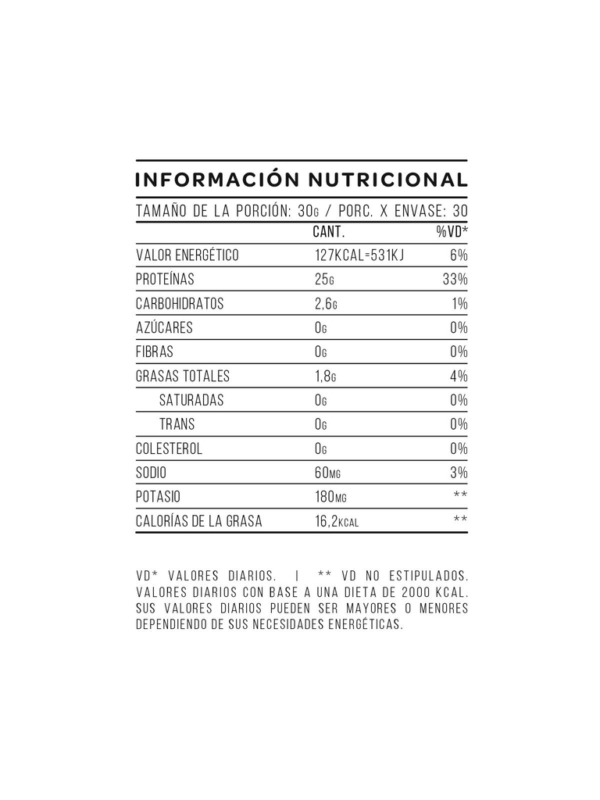 INFORMACIÓN NUTRICIONAL
TAMAÑO DE LA PORCIÓN: 30G / PORC. X ENVASE: 30
CANT. %VD*
VALOR ENERGÉTICO 127KCAL=531KJ 6%
PROTEÍNAS 25G 33%
CARBOHIDRATOS 2,6G 1%
AZÚCARES 0G 0%
FIBRAS 0G 0%
GRASAS TOTALES 1,8G 4%
SATURADAS 0G 0%
TRANS 0G 0%
COLESTEROL 0G 0%
SODIO 60MG 3%
POTASIO 180MG **
CALORÍAS DE LA GRASA 16,2KCAL **
VD* VALORES DIARIOS. | ** VD NO ESTIPULADOS.
VALORES DIARIOS CON BASE A UNA DIETA DE 2000 KCAL.
SUS VALORES DIARIOS PUEDEN SER MAYORES O MENORES
DEPENDIENDO DE SUS NECESIDADES ENERGÉTICAS.